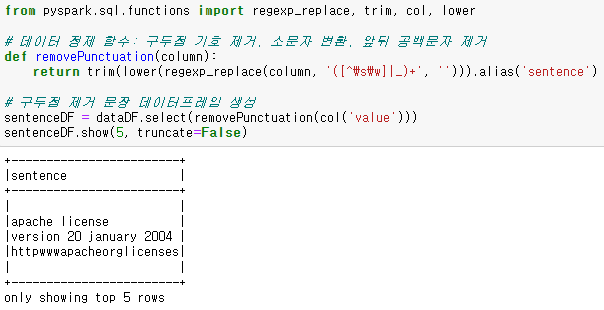 from pyspark.sql.functions import regexp_replace, trim, col, lower
# 데이터 정제 함수: 구두점 기호 제거, 소문자 변환, 앞뒤 공백문자 제거
def removePunctuation(column):
    return trim(lower(regexp_replace(column, '([^₩s₩w]|_)+', ''))).alias('sentence')
# 구두점 제거 문장 데이터프레임 생성
sentenceDF = dataDF.select(removePunctuation(col('value')))
sentenceDF.show(5, truncate=False)
+------------------------+
|sentence                |
+------------------------+
|                        |
|apache license          |
|version 20 january 2004 |
|httpwwwapacheorglicenses|
|                        |
+------------------------+
only showing top 5 rows